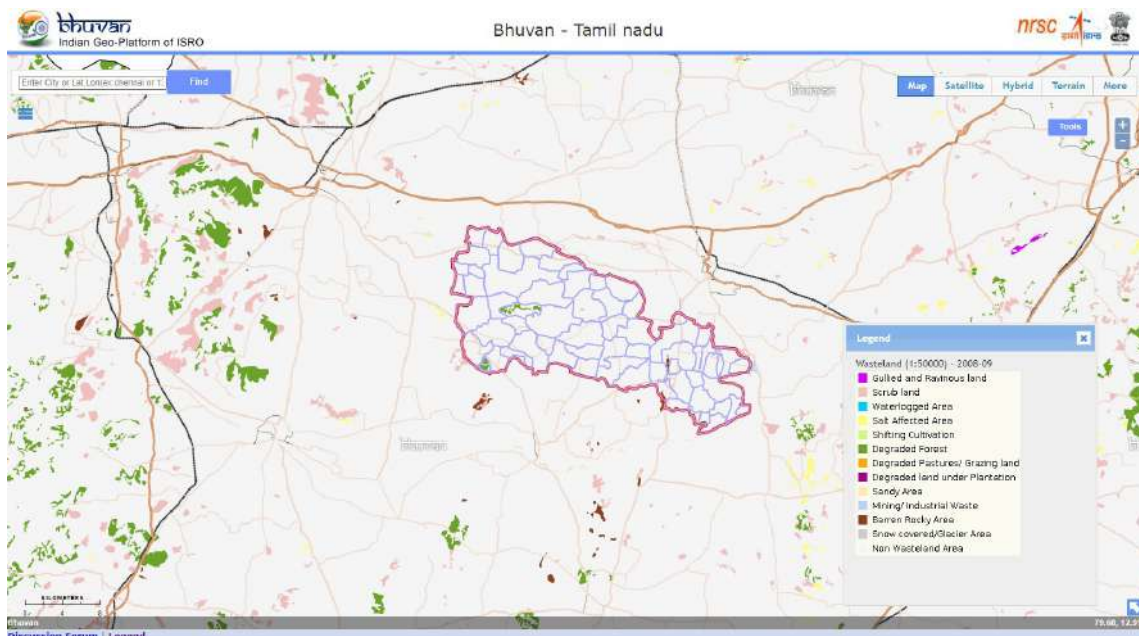 bhuvan
Indian Geo-Platform of ISRO
Bhuvan - Tamil nadu
nrsc
Find
Map Satellite Hybrid Terrain More
Tools
+
-
bhuvan
bhuvan
Legend
Wasteland (1:50000) - 2008-09
Gullied and Ravinous land
Scrub land
Waterlogged Area
Salt Affected Area
Shifting Cultivation
Degraded Forest
Degraded Pastures/ Grazing land
Degraded land under Plantation
Sandy Area
Mining/ Industrial Waste
Barren Rocky Area
Snow covered/Glacier Area
Non Wasteland Area
KILOMETERS
Bhuvan
Discussion Forum | Legend